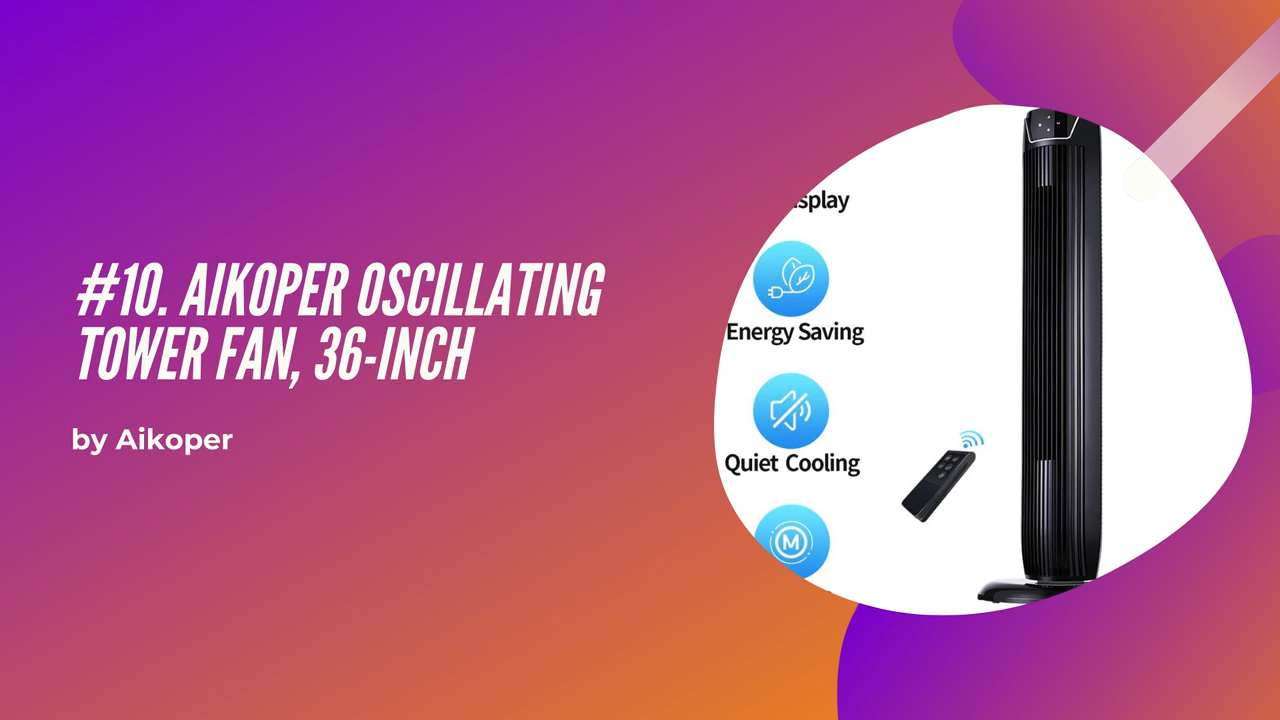 #10. AIKOPER OSCILLATING
TOWER FAN, 36-INCH
by Aikoper
Energy Saving
Quiet Cooling
M